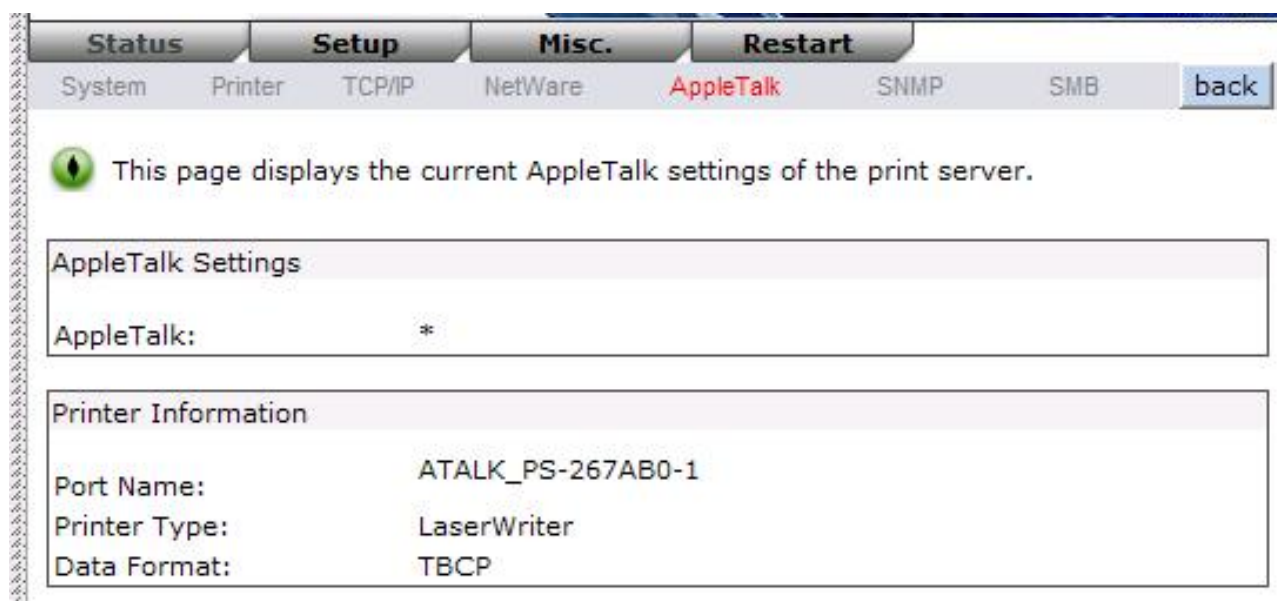 Status Setup Misc. Restart
System Printer TCP/IP NetWare AppleTalk SNMP SMB back
This page displays the current AppleTalk settings of the print server.
AppleTalk Settings
AppleTalk: *
Printer Information
Port Name: ATALK_PS-267AB0-1
Printer Type: LaserWriter
Data Format: TBCP